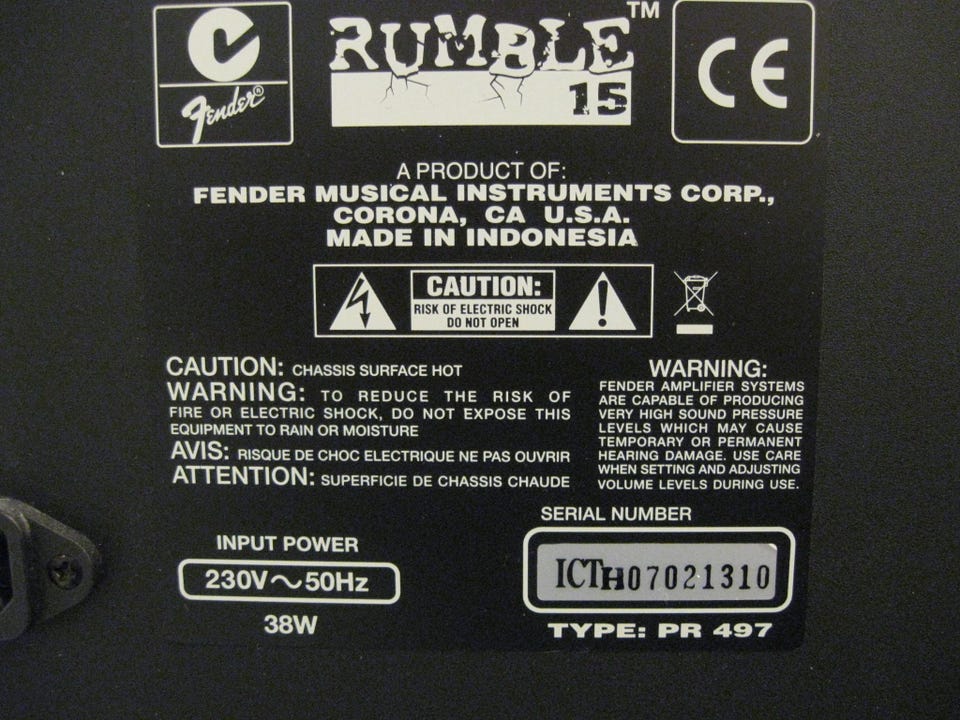 Fender®
RUMBLE™
15
CE
A PRODUCT OF:
FENDER MUSICAL INSTRUMENTS CORP.,
CORONA, CA U.S.A.
MADE IN INDONESIA
CAUTION:
RISK OF ELECTRIC SHOCK
DO NOT OPEN
CAUTION: CHASSIS SURFACE HOT
WARNING: TO REDUCE THE RISK OF
FIRE OR ELECTRIC SHOCK, DO NOT EXPOSE THIS
EQUIPMENT TO RAIN OR MOISTURE
AVIS: RISQUE DE CHOC ELECTRIQUE NE PAS OUVRIR
ATTENTION: SUPERFICIE DE CHASSIS CHAUDE
WARNING:
FENDER AMPLIFIER SYSTEMS
ARE CAPABLE OF PRODUCING
VERY HIGH SOUND PRESSURE
LEVELS WHICH MAY CAUSE
TEMPORARY OR PERMANENT
HEARING DAMAGE. USE CARE
WHEN SETTING AND ADJUSTING
VOLUME LEVELS DURING USE.
INPUT POWER
230V~50Hz
38W
SERIAL NUMBER
ICTH07021310
TYPE: PR 497